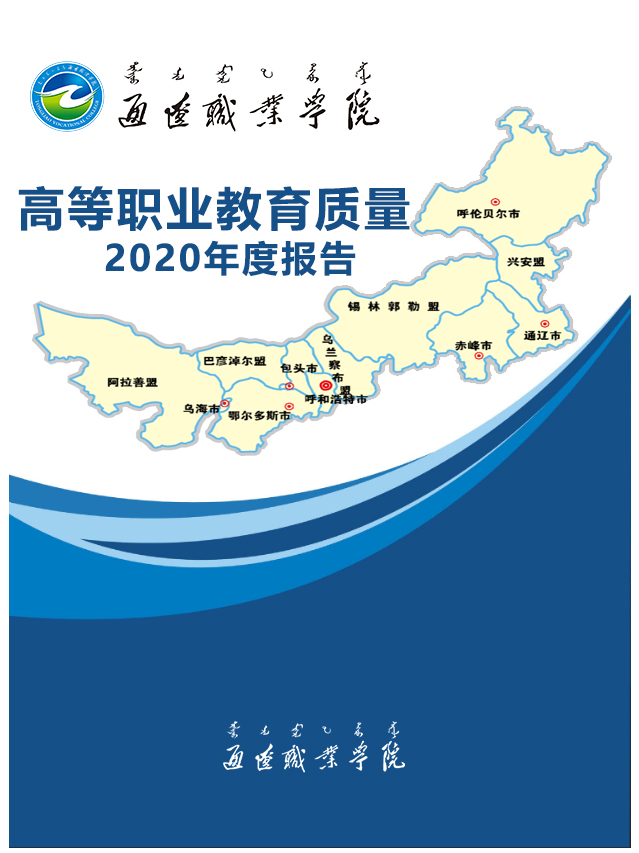 通遼職業学院
高等职业教育质量
2020年度报告
呼伦贝尔市
兴安盟
锡林郭勒盟
通辽市
赤峰市
乌兰察布盟
巴彦淖尔盟
包头市
阿拉善盟
呼和浩特市
乌海市
鄂尔多斯市
通遼職業学院